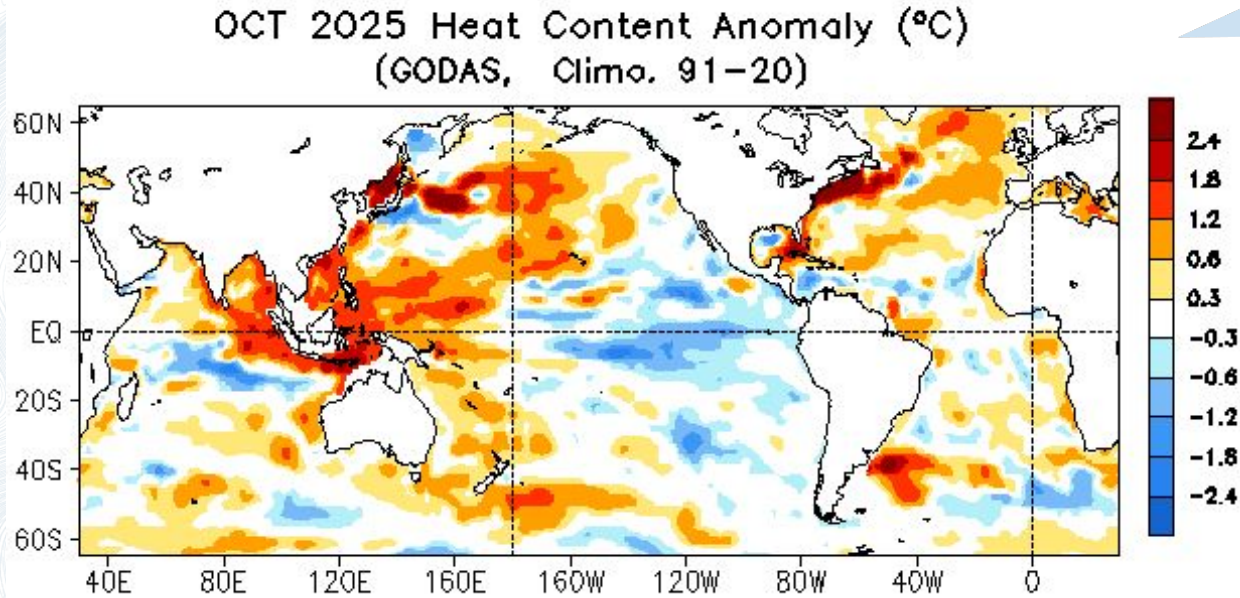 OCT 2025 Heat Content Anomaly (°C)
(GODAS, Climo. 91-20)
60N
40N
20N
EQ
20S
40S
60S
40E 80E 120E 160E 160W 120W 80W 40W 0
2.4
1.8
1.2
0.6
0.3
-0.3
-0.6
-1.2
-1.8
-2.4